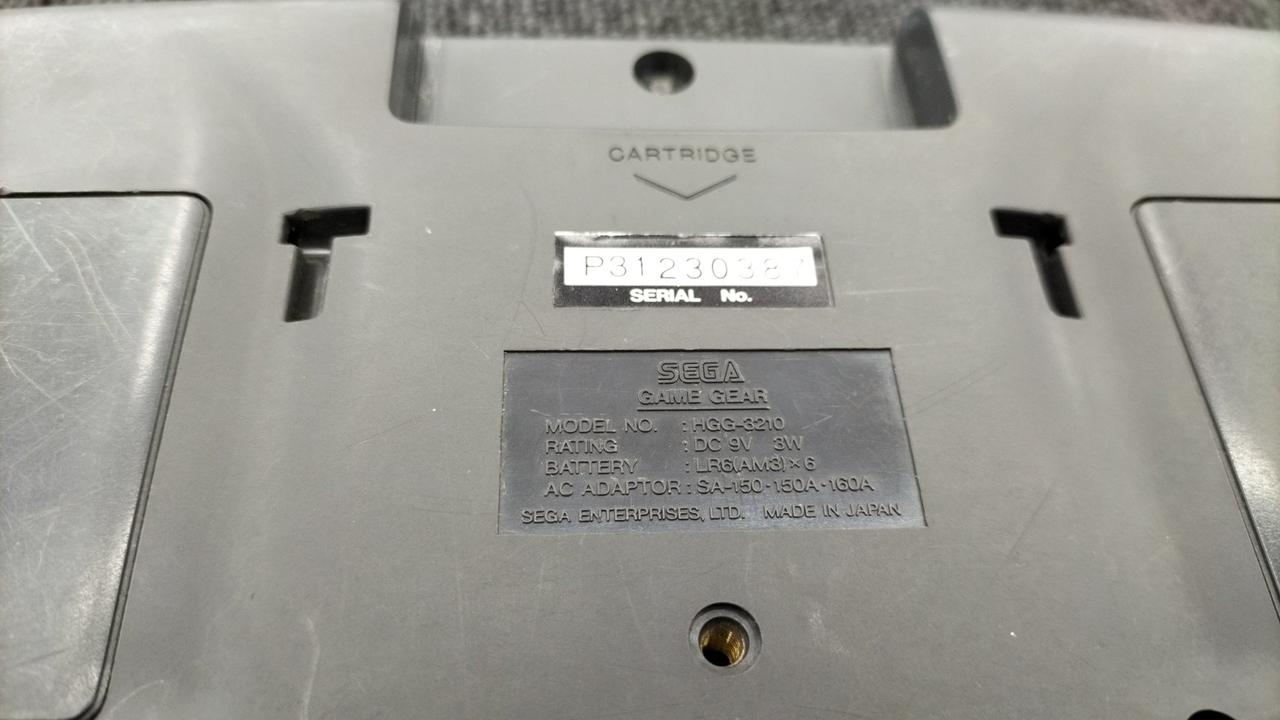 CARTRIDGE
P31230387
SERIAL No.
SEGA
GAME GEAR
MODEL NO. : HGG-3210
RATING : DC 9V 3W
BATTERY : LR6(AM3)×6
AC ADAPTOR : SA-150·150A·160A
SEGA ENTERPRISES, LTD. MADE IN JAPAN